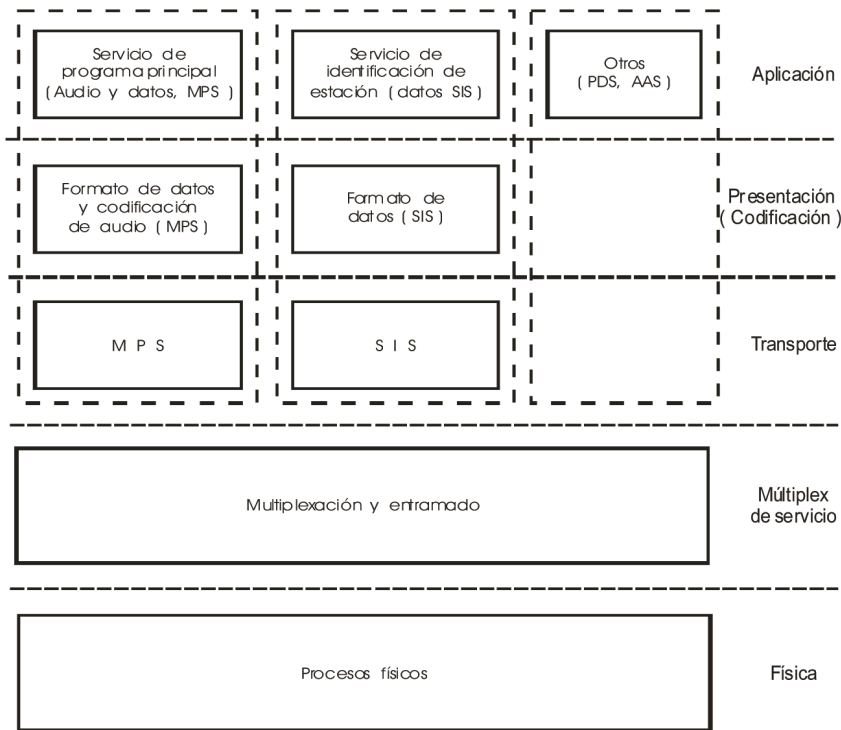 Servicio de
programa principal
(Audio y datos, MPS)
Servicio de
identificación de
estación (datos SIS)
Otros
(PDS, AAS)
Aplicación
Formato de datos
y codificación
de audio (MPS)
Formato de
datos (SIS)
Presentación
(Codificación)
M P S
S I S
Transporte
Multiplexación y entramado
Múltiplex
de servicio
Procesos físicos
Física